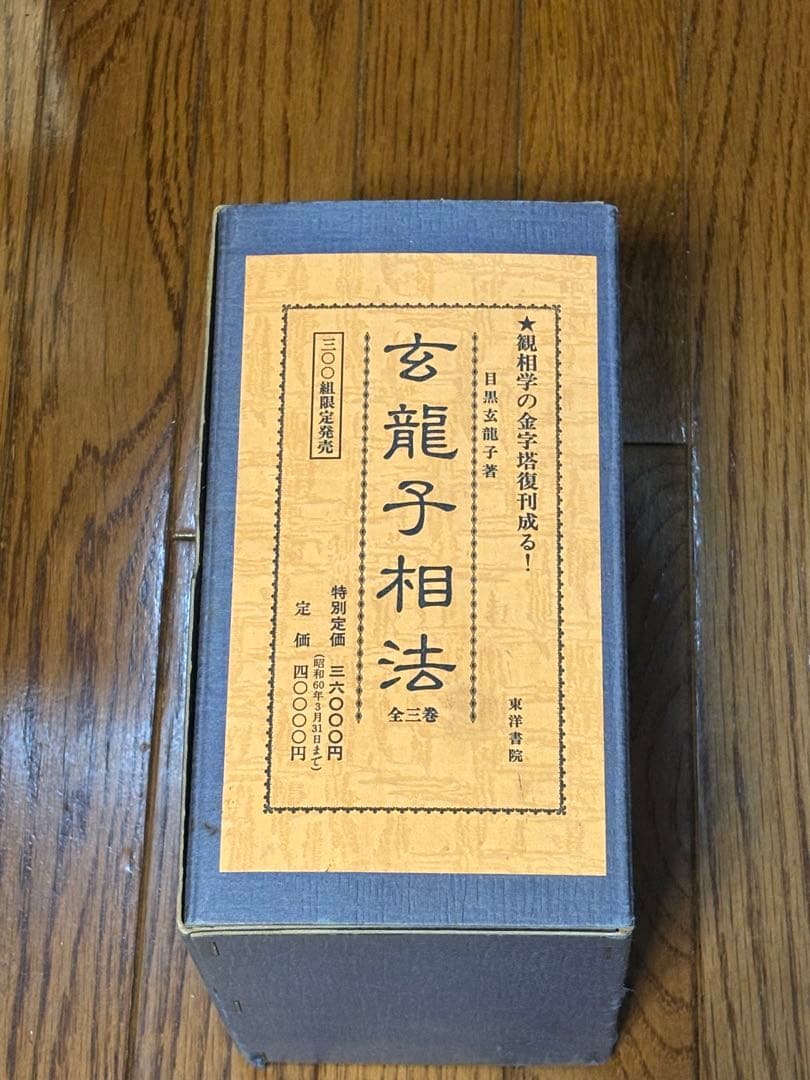 ★観相学の金字塔復刊成る！
目黒玄龍子著
東洋書院
玄龍子相法
全三巻
三〇〇組限定発売
特別定価 三六〇〇〇円
(昭和60年3月31日まで)
定価 四〇〇〇〇円